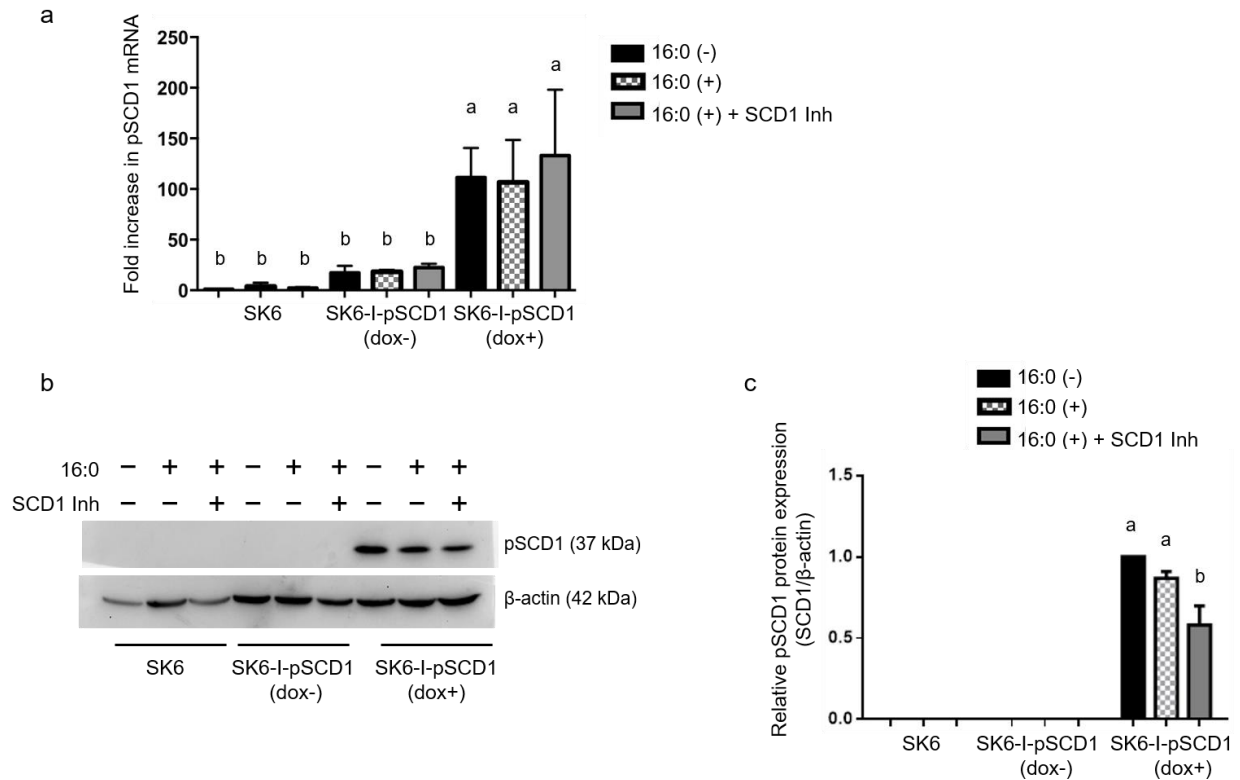 a
Fold increase in pSCD1 mRNA
250
200
150
100
50
0
b b b b b b a a a
SK6 SK6-I-pSCD1 SK6-I-pSCD1
(dox-) (dox+)
16:0 (-)
16:0 (+)
16:0 (+) + SCD1 Inh
b
16:0 − + + − + + − + +
SCD1 Inh − − + − − + − − +
pSCD1 (37 kDa)
β-actin (42 kDa)
SK6 SK6-I-pSCD1 SK6-I-pSCD1
(dox-) (dox+)
c
16:0 (-)
16:0 (+)
16:0 (+) + SCD1 Inh
Relative pSCD1 protein expression
(SCD1/β-actin)
1.5
1.0
0.5
0.0
a a b
SK6 SK6-I-pSCD1 SK6-I-pSCD1
(dox-) (dox+)